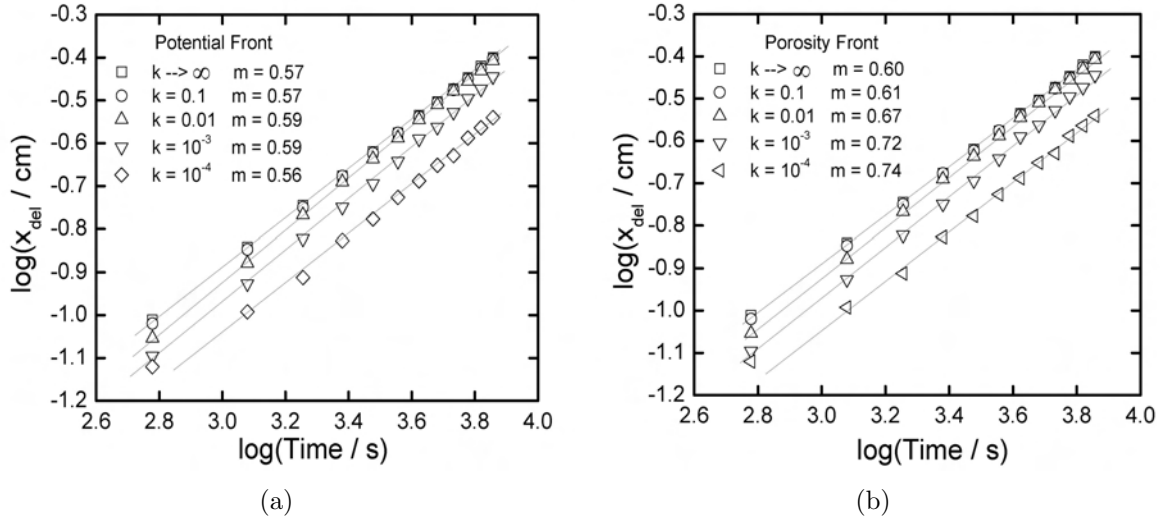 Potential Front
k --> ∞ m = 0.57
k = 0.1 m = 0.57
k = 0.01 m = 0.59
k = 10⁻³ m = 0.59
k = 10⁻⁴ m = 0.56
-0.3
-0.4
-0.5
-0.6
-0.7
-0.8
-0.9
-1.0
-1.1
-1.2
log(x_del / cm)
2.6 2.8 3.0 3.2 3.4 3.6 3.8 4.0
log(Time / s)
(a)
Porosity Front
k --> ∞ m = 0.60
k = 0.1 m = 0.61
k = 0.01 m = 0.67
k = 10⁻³ m = 0.72
k = 10⁻⁴ m = 0.74
-0.3
-0.4
-0.5
-0.6
-0.7
-0.8
-0.9
-1.0
-1.1
-1.2
log(x_del / cm)
2.6 2.8 3.0 3.2 3.4 3.6 3.8 4.0
log(Time / s)
(b)